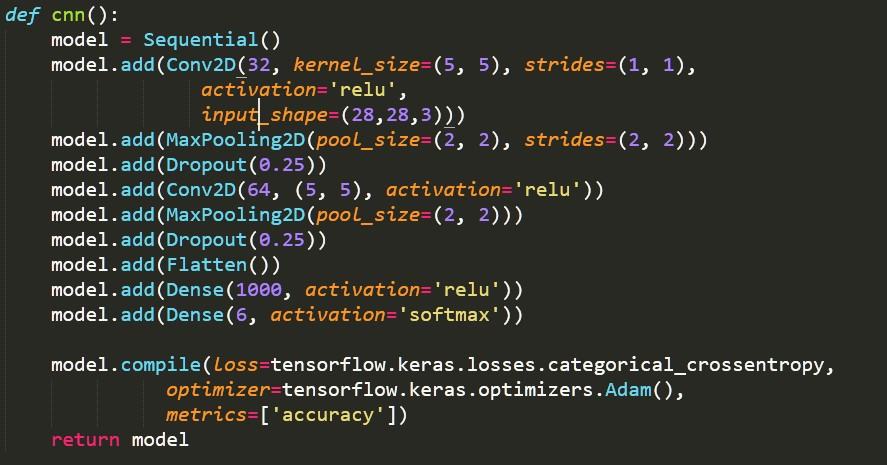 def cnn():
    model = Sequential()
    model.add(Conv2D(32, kernel_size=(5, 5), strides=(1, 1),
                 activation='relu',
                 input_shape=(28,28,3)))
    model.add(MaxPooling2D(pool_size=(2, 2), strides=(2, 2)))
    model.add(Dropout(0.25))
    model.add(Conv2D(64, (5, 5), activation='relu'))
    model.add(MaxPooling2D(pool_size=(2, 2)))
    model.add(Dropout(0.25))
    model.add(Flatten())
    model.add(Dense(1000, activation='relu'))
    model.add(Dense(6, activation='softmax'))

    model.compile(loss=tensorflow.keras.losses.categorical_crossentropy,
              optimizer=tensorflow.keras.optimizers.Adam(),
              metrics=['accuracy'])
    return model